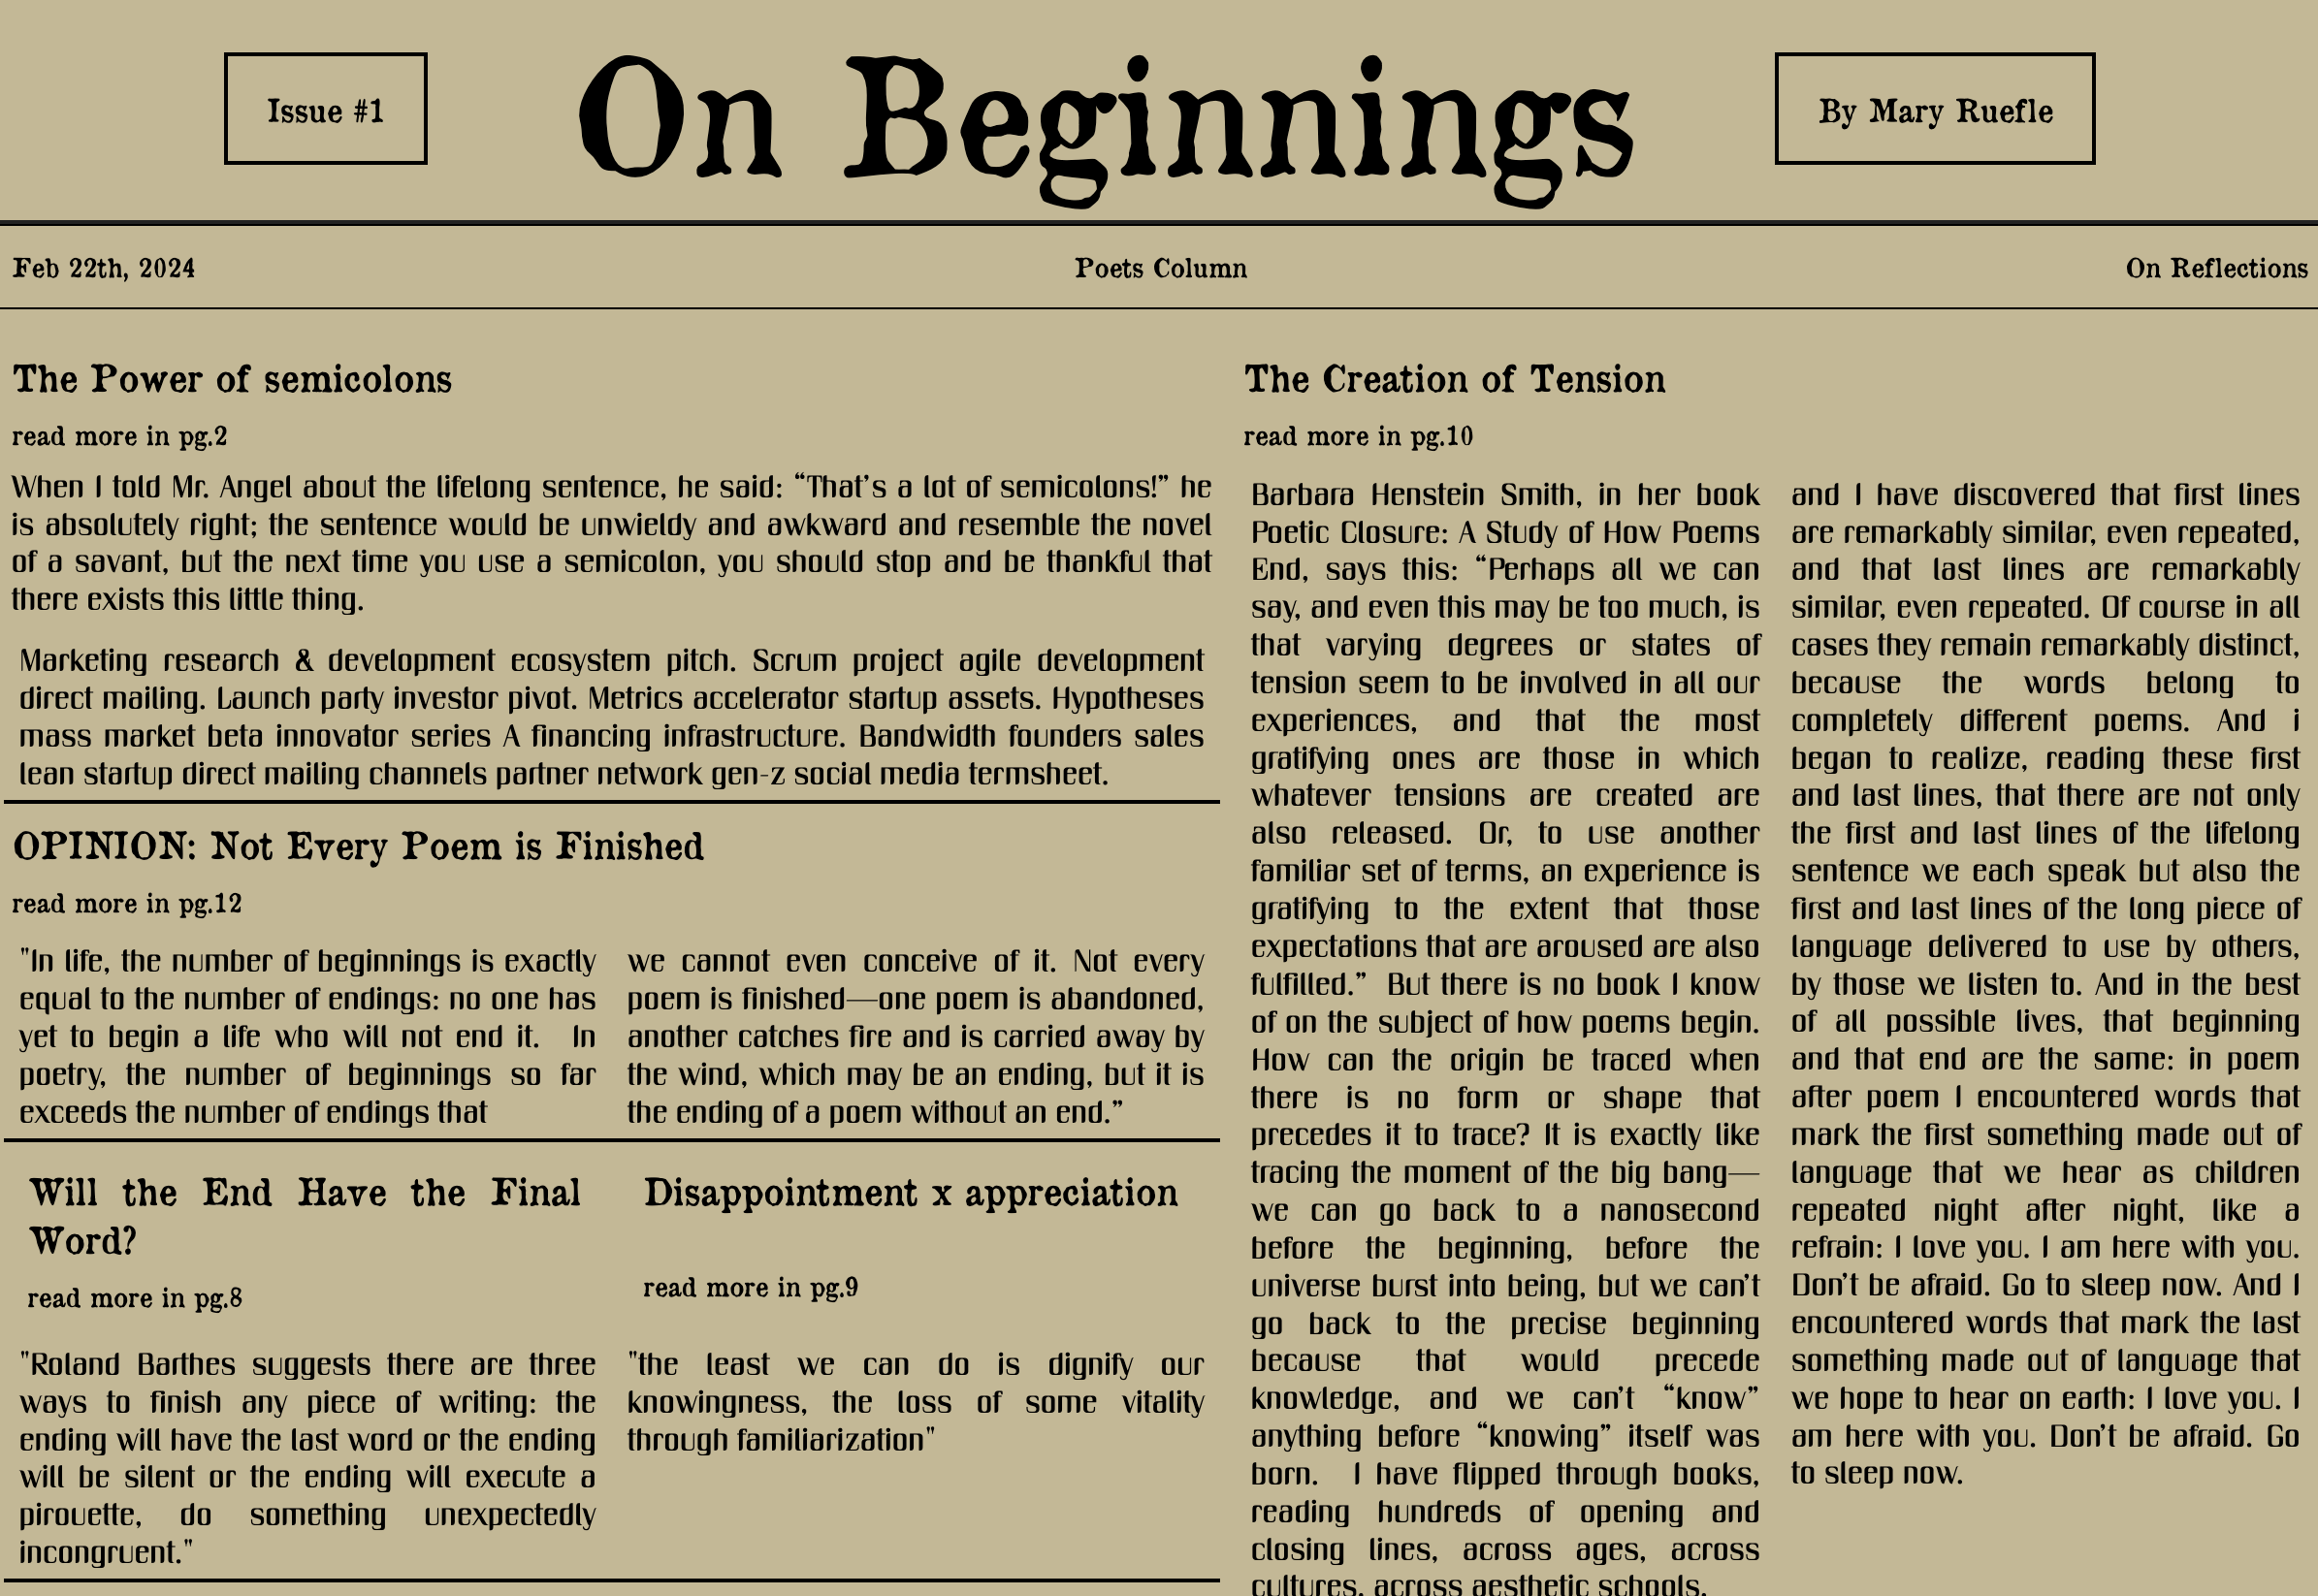 Issue #1
On Beginnings
By Mary Ruefle
Feb 22th, 2024
Poets Column
On Reflections
The Power of semicolons
read more in pg.2
When I told Mr. Angel about the lifelong sentence, he said: “That’s a lot of semicolons!” he
is absolutely right; the sentence would be unwieldy and awkward and resemble the novel
of a savant, but the next time you use a semicolon, you should stop and be thankful that
there exists this little thing.
Marketing research & development ecosystem pitch. Scrum project agile development
direct mailing. Launch party investor pivot. Metrics accelerator startup assets. Hypotheses
mass market beta innovator series A financing infrastructure. Bandwidth founders sales
lean startup direct mailing channels partner network gen-z social media termsheet.
OPINION: Not Every Poem is Finished
read more in pg.12
"In life, the number of beginnings is exactly
equal to the number of endings: no one has
yet to begin a life who will not end it. In
poetry, the number of beginnings so far
exceeds the number of endings that
we cannot even conceive of it. Not every
poem is finished—one poem is abandoned,
another catches fire and is carried away by
the wind, which may be an ending, but it is
the ending of a poem without an end.”
Will the End Have the Final
Word?
read more in pg.8
"Roland Barthes suggests there are three
ways to finish any piece of writing: the
ending will have the last word or the ending
will be silent or the ending will execute a
pirouette, do something unexpectedly
incongruent."
Disappointment x appreciation
read more in pg.9
"the least we can do is dignify our
knowingness, the loss of some vitality
through familiarization"
The Creation of Tension
read more in pg.10
Barbara Henstein Smith, in her book
Poetic Closure: A Study of How Poems
End, says this: “Perhaps all we can
say, and even this may be too much, is
that varying degrees or states of
tension seem to be involved in all our
experiences, and that the most
gratifying ones are those in which
whatever tensions are created are
also released. Or, to use another
familiar set of terms, an experience is
gratifying to the extent that those
expectations that are aroused are also
fulfilled.” But there is no book I know
of on the subject of how poems begin.
How can the origin be traced when
there is no form or shape that
precedes it to trace? It is exactly like
tracing the moment of the big bang—
we can go back to a nanosecond
before the beginning, before the
universe burst into being, but we can’t
go back to the precise beginning
because that would precede
knowledge, and we can’t “know”
anything before “knowing” itself was
born. I have flipped through books,
reading hundreds of opening and
closing lines, across ages, across
cultures, across aesthetic schools,
and I have discovered that first lines
are remarkably similar, even repeated,
and that last lines are remarkably
similar, even repeated. Of course in all
cases they remain remarkably distinct,
because the words belong to
completely different poems. And i
began to realize, reading these first
and last lines, that there are not only
the first and last lines of the lifelong
sentence we each speak but also the
first and last lines of the long piece of
language delivered to use by others,
by those we listen to. And in the best
of all possible lives, that beginning
and that end are the same: in poem
after poem I encountered words that
mark the first something made out of
language that we hear as children
repeated night after night, like a
refrain: I love you. I am here with you.
Don’t be afraid. Go to sleep now. And I
encountered words that mark the last
something made out of language that
we hope to hear on earth: I love you. I
am here with you. Don’t be afraid. Go
to sleep now.